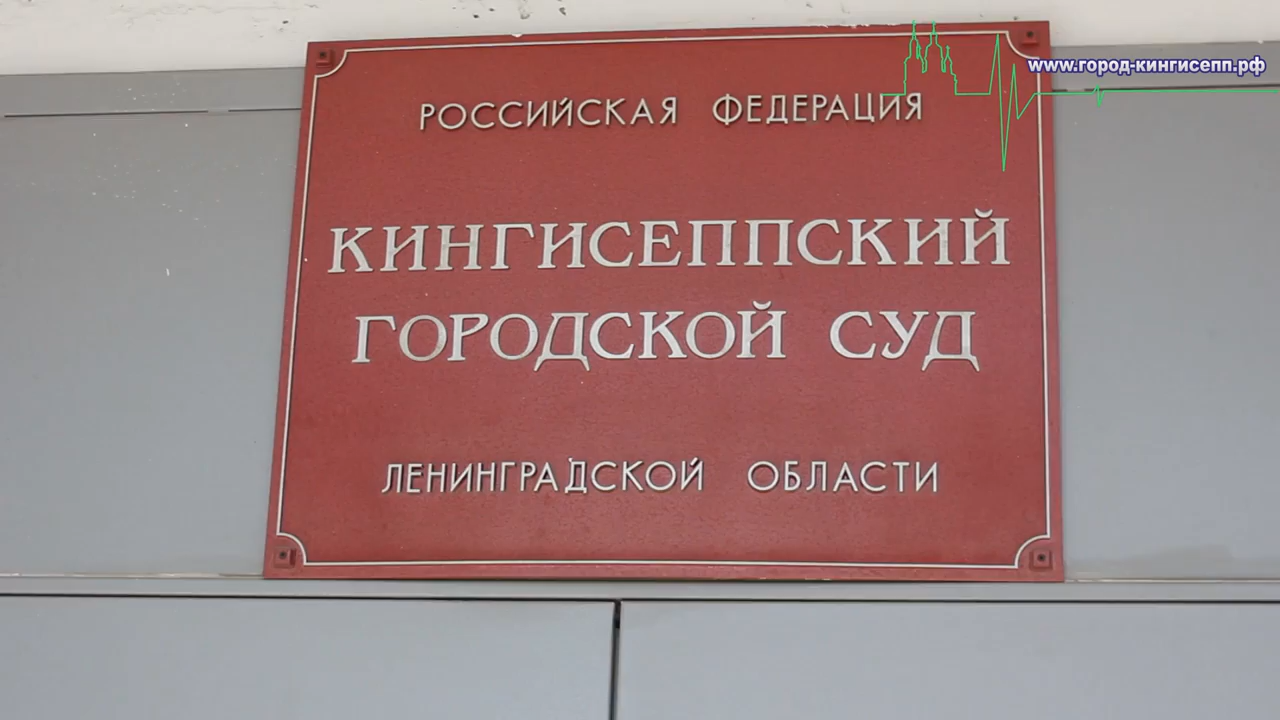 www.город-кингисепп.рф
РОССИЙСКАЯ ФЕДЕРАЦИЯ
КИНГИСЕППСКИЙ
ГОРОДСКОЙ СУД
ЛЕНИНГРАДСКОЙ ОБЛАСТИ